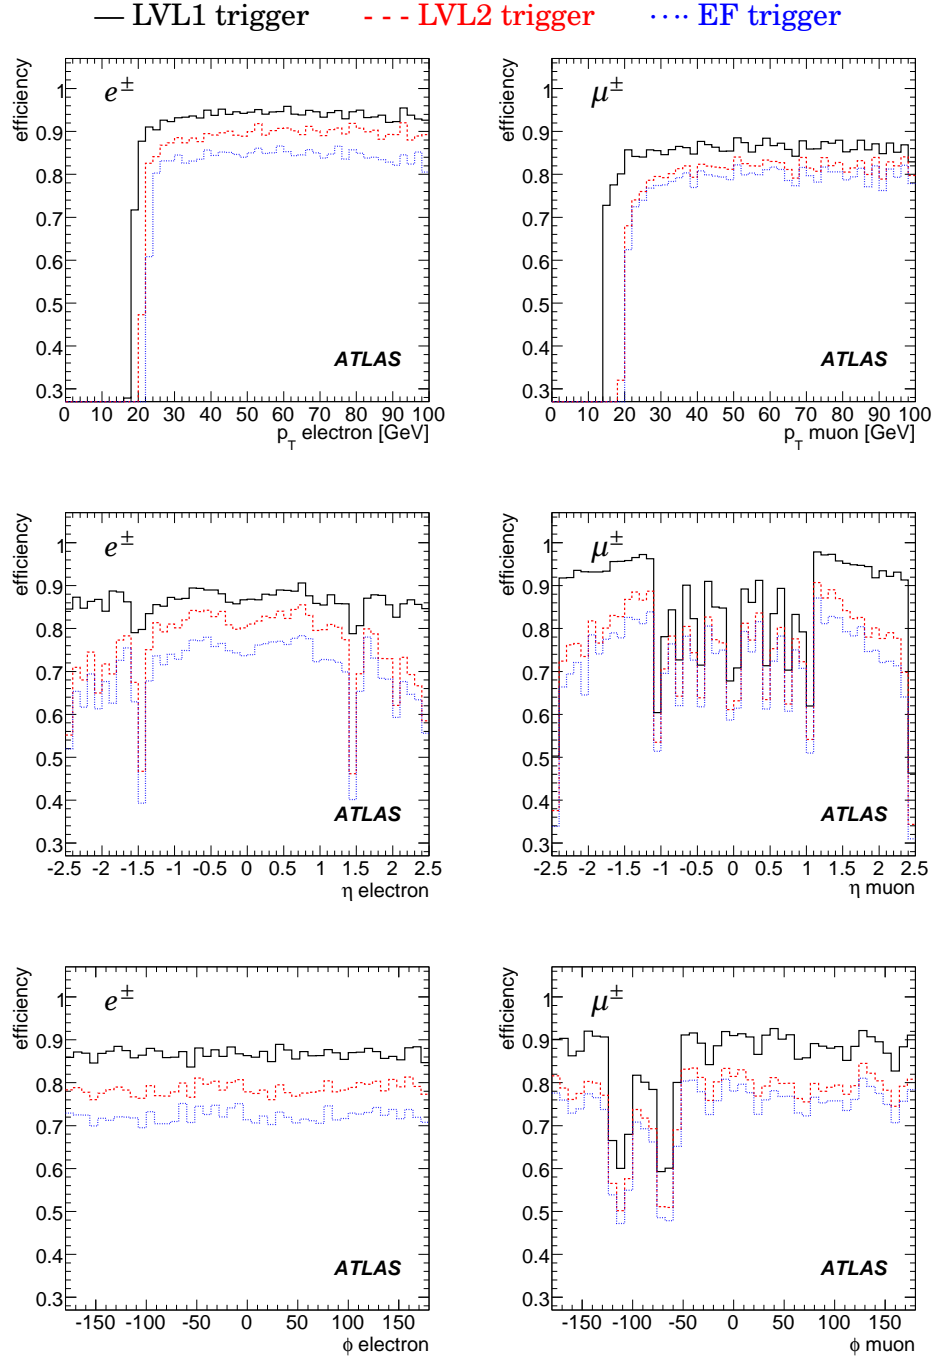 — LVL1 trigger - - - LVL2 trigger ···· EF trigger
efficiency
e±
1
0.9
0.8
0.7
0.6
0.5
0.4
0.3
ATLAS
0 10 20 30 40 50 60 70 80 90 100
p_T electron [GeV]
efficiency
μ±
1
0.9
0.8
0.7
0.6
0.5
0.4
0.3
ATLAS
0 10 20 30 40 50 60 70 80 90 100
p_T muon [GeV]
efficiency
e±
1
0.9
0.8
0.7
0.6
0.5
0.4
0.3
ATLAS
-2.5 -2 -1.5 -1 -0.5 0 0.5 1 1.5 2 2.5
η electron
efficiency
μ±
1
0.9
0.8
0.7
0.6
0.5
0.4
0.3
ATLAS
-2.5 -2 -1.5 -1 -0.5 0 0.5 1 1.5 2 2.5
η muon
efficiency
e±
1
0.9
0.8
0.7
0.6
0.5
0.4
0.3
ATLAS
-150 -100 -50 0 50 100 150
ϕ electron
efficiency
μ±
1
0.9
0.8
0.7
0.6
0.5
0.4
0.3
ATLAS
-150 -100 -50 0 50 100 150
ϕ muon